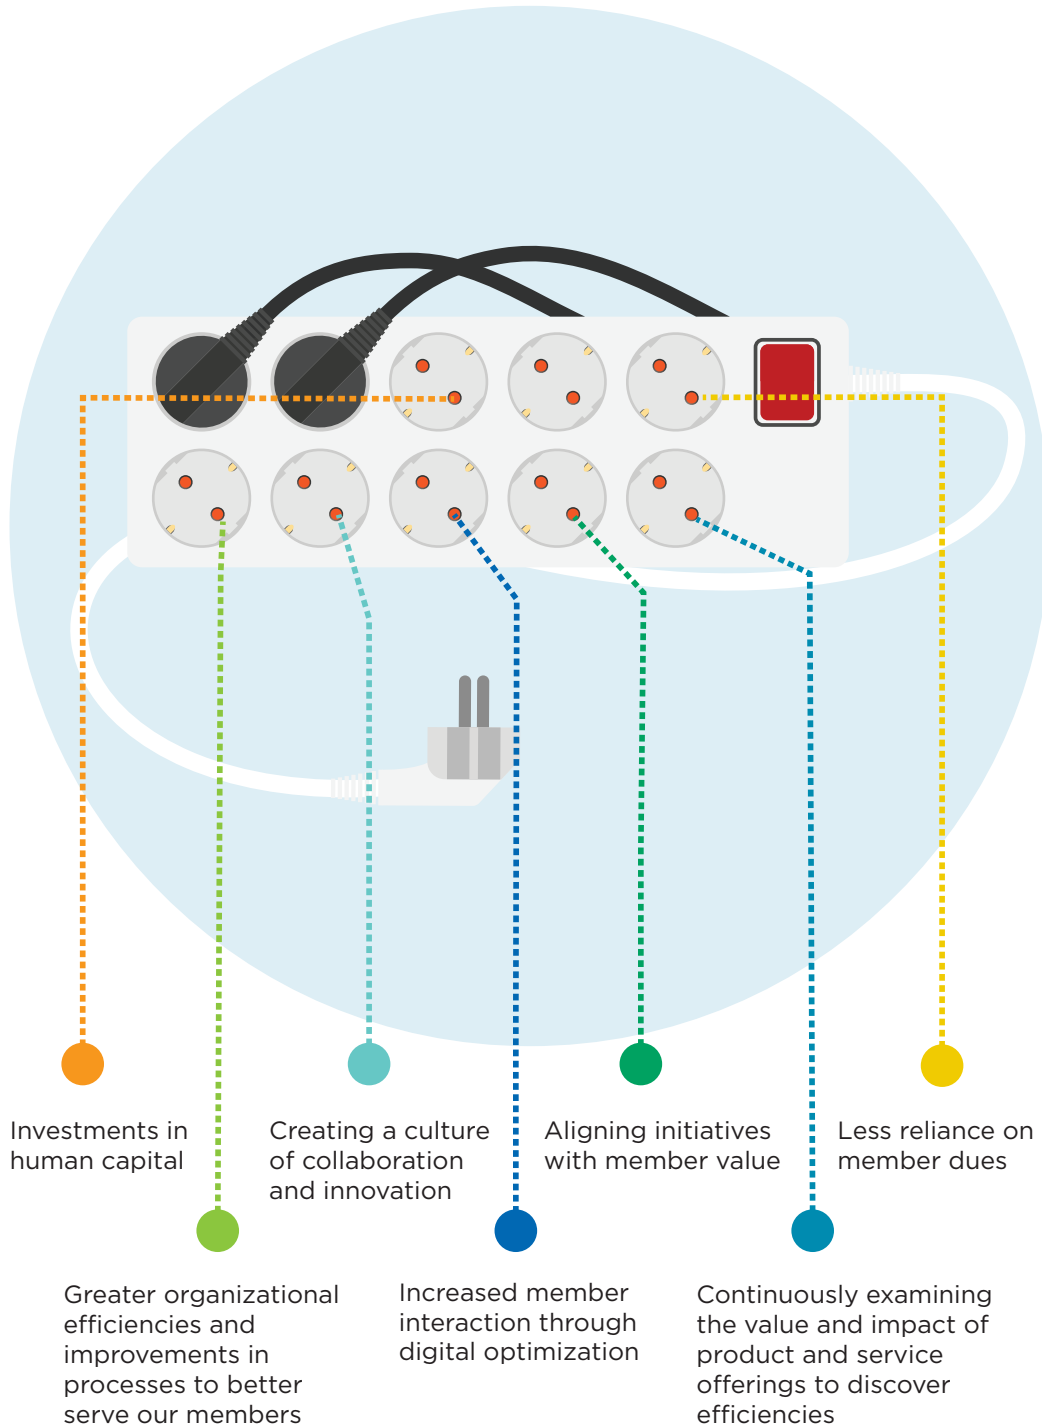 Investments in
human capital
Creating a culture
of collaboration
and innovation
Aligning initiatives
with member value
Less reliance on
member dues
Greater organizational
efficiencies and
improvements in
processes to better
serve our members
Increased member
interaction through
digital optimization
Continuously examining
the value and impact of
product and service
offerings to discover
efficiencies